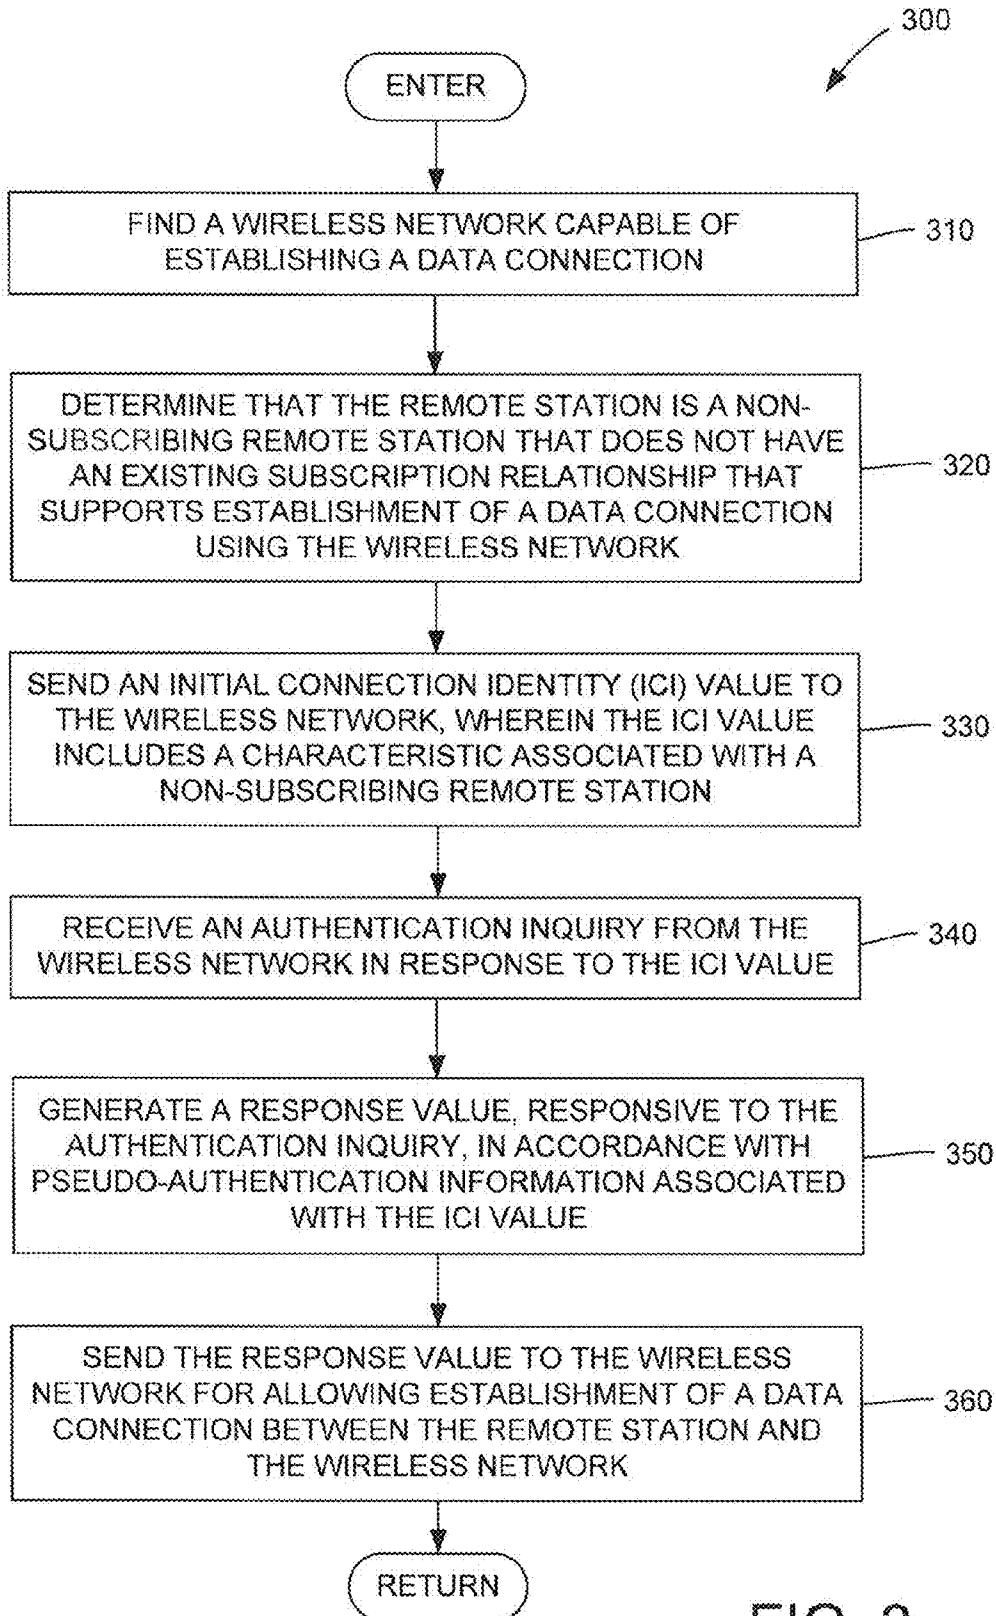 300
ENTER
FIND A WIRELESS NETWORK CAPABLE OF
ESTABLISHING A DATA CONNECTION
310
DETERMINE THAT THE REMOTE STATION IS A NON-
SUBSCRIBING REMOTE STATION THAT DOES NOT HAVE
AN EXISTING SUBSCRIPTION RELATIONSHIP THAT
SUPPORTS ESTABLISHMENT OF A DATA CONNECTION
USING THE WIRELESS NETWORK
320
SEND AN INITIAL CONNECTION IDENTITY (ICI) VALUE TO
THE WIRELESS NETWORK, WHEREIN THE ICI VALUE
INCLUDES A CHARACTERISTIC ASSOCIATED WITH A
NON-SUBSCRIBING REMOTE STATION
330
RECEIVE AN AUTHENTICATION INQUIRY FROM THE
WIRELESS NETWORK IN RESPONSE TO THE ICI VALUE
340
GENERATE A RESPONSE VALUE, RESPONSIVE TO THE
AUTHENTICATION INQUIRY, IN ACCORDANCE WITH
PSEUDO-AUTHENTICATION INFORMATION ASSOCIATED
WITH THE ICI VALUE
350
SEND THE RESPONSE VALUE TO THE WIRELESS
NETWORK FOR ALLOWING ESTABLISHMENT OF A DATA
CONNECTION BETWEEN THE REMOTE STATION AND
THE WIRELESS NETWORK
360
RETURN
FIG.